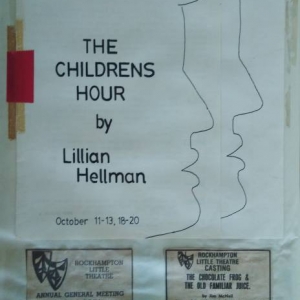 THE
CHILDRENS
HOUR
by
Lillian
Hellman
October 11-13, 18-20
ROCKHAMPTON
LITTLE
THEATRE
ANNUAL GENERAL MEETING
ROCKHAMPTON
LITTLE THEATRE
CASTING
THE CHOCOLATE FROG &
THE OLD FAMILIAR JUICE.